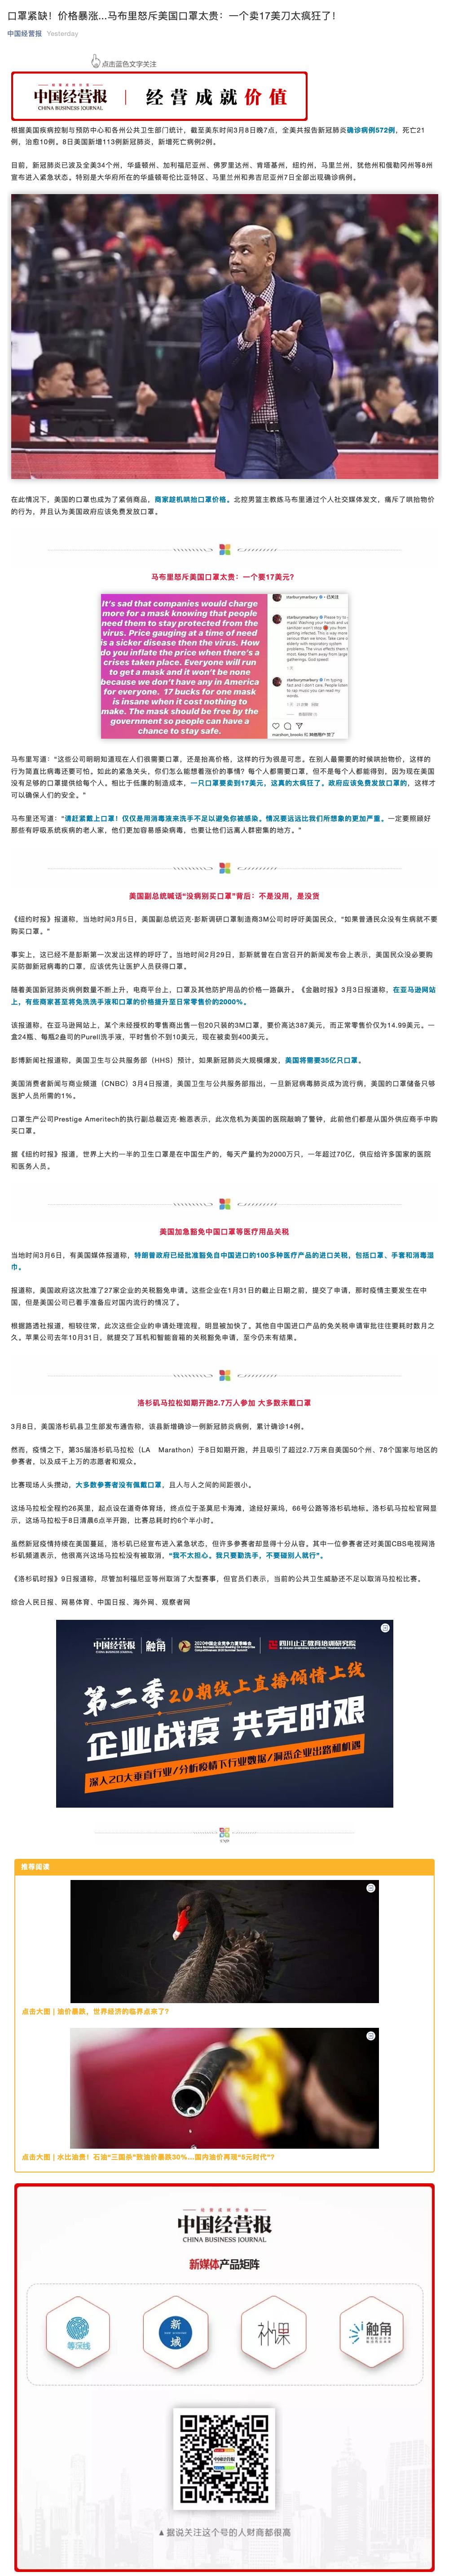 口罩紧缺！价格暴涨...马布里怒斥美国口罩太贵：一个卖17美刀太疯狂了！
中国经营报 Yesterday
点击蓝色文字关注
中国经营报
CHINA BUSINESS JOURNAL
经营成就价值
根据美国疾病控制与预防中心和各州公共卫生部门统计，截至美东时间3月8日晚7点，全美共报告新冠肺炎确诊病例572例，死亡21
例，治愈10例。8日美国新增113例新冠肺炎，新增死亡病例2例。
目前，新冠肺炎已波及全美34个州，华盛顿州、加利福尼亚州、佛罗里达州、肯塔基州，纽约州，马里兰州，犹他州和俄勒冈州等8州
宣布进入紧急状态。特别是大华府所在的华盛顿哥伦比亚特区、马里兰州和弗吉尼亚州7日全部出现确诊病例。
在此情况下，美国的口罩也成为了紧俏商品，商家趁机哄抬口罩价格。北控男篮主教练马布里通过个人社交媒体发文，痛斥了哄抬物价
的行为，并且认为美国政府应该免费发放口罩。
马布里怒斥美国口罩太贵：一个要17美元？
It's sad that companies would charge
more for a mask knowing that people
need them to stay protected from the
virus. Price gauging at time of need
is a sicker disease then the virus. How
do you inflate the price when there's a
crises taken place. Everyone will run
to get a mask and it won't be none
because we don't have any in America
for everyone. 17 bucks for one mask
is insane when it cost nothing to
make. The mask should be free by the
government so people can have a
chance to stay safe.
starburymarbury • 已关注
starburymarbury Please try to
mask. Washing your hands and us
sanitizer won't stop you from
getting infected. This is way more
serious than we think. Take care
of elderly with respiratory
problems. The virus effects them
most. Keep them away from large
gatherings. God speed!
starburymarbury I'm typing
fast and I don't care. People listen
to rap music you can read my
words.
马布里写道：“这些公司明明知道现在人们很需要口罩，还是抬高价格，这样的行为很是可悲。在别人最需要的时候哄抬物价，这样的
行为简直比病毒还要可怕。如此的紧急关头，你们怎么能想着涨价的事情？每个人都需要口罩，但不是每个人都能得到，因为现在美国
没有足够的口罩提供给每个人。相比于低廉的制造成本，一只口罩要卖到17美元，这真的太疯狂了。政府应该免费发放口罩的，这样才
可以确保人们的安全。”
马布里还写道：“请赶紧戴上口罩！仅仅是用消毒液来洗手不足以避免你被感染。情况要远远比我们所想象的更加严重。一定要照顾好
那些有呼吸系统疾病的老人家，他们更加容易感染病毒，也要让他们远离人群密集的地方。”
美国副总统喊话“没病别买口罩”背后：不是没用，是没货
《纽约时报》报道称，当地时间3月5日，美国副总统迈克·彭斯调研口罩制造商3M公司时呼吁美国民众，“如果普通民众没有生病就不要
购买口罩。”
事实上，这已经不是彭斯第一次发出这样的呼吁了。当地时间2月29日，彭斯就曾在白宫召开的新闻发布会上表示，美国民众没必要购
买防御新冠病毒的口罩，应该优先让医护人员获得口罩。
随着美国新冠肺炎病例数量不断上升，电商平台上，口罩及其他防护用品的价格一路飙升。《金融时报》3月3日报道称，在亚马逊网站
上，有些商家甚至将免洗洗手液和口罩的价格提升至日常零售价的2000%。
该报道称，在亚马逊网站上，某个未经授权的零售商出售一包20只装的3M口罩，要价高达387美元，而正常零售价仅为14.99美元。一
盒24瓶、每瓶2盎司的Purell洗手液，平时售价不到10美元，现在被卖到400美元。
彭博新闻社报道称，美国卫生与公共服务部（HHS）预计，如果新冠肺炎大规模爆发，美国将需要35亿只口罩。
美国消费者新闻与商业频道（CNBC）3月4日报道，美国卫生与公共服务部指出，一旦新冠病毒肺炎成为流行病，美国的口罩储备只够
医护人员所需的1%。
口罩生产公司Prestige Ameritech的执行副总裁迈克·鲍恩表示，此次危机为美国的医院敲响了警钟，此前他们都是从国外供应商手中购
买口罩。
据《纽约时报》报道，世界上大约一半的卫生口罩是在中国生产的，每天产量约为2000万只，一年超过70亿，供应给许多国家的医院
和医务人员。
美国加急豁免中国口罩等医疗用品关税
当地时间3月6日，有美国媒体报道称，特朗普政府已经批准豁免自中国进口的100多种医疗产品的进口关税，包括口罩、手套和消毒湿
巾。
报道称，美国政府这次批准了27家企业的关税豁免申请。这些企业在1月31日的截止日期之前，提交了申请，那时疫情主要发生在中
国，但是美国公司已着手准备应对国内流行的情况了。
根据路透社报道，相较往常，此次这些企业的申请处理流程，明显被加快了。其他自中国进口产品的免关税申请审批往往要耗时数月之
久。苹果公司去年10月31日，就提交了耳机和智能音箱的关税豁免申请，至今仍未有结果。
洛杉矶马拉松如期开跑2.7万人参加 大多数未戴口罩
3月8日，美国洛杉矶县卫生部发布通告称，该县新增确诊一例新冠肺炎病例，累计确诊14例。
然而，疫情之下，第35届洛杉矶马拉松（LA Marathon）于8日如期开跑，并且吸引了超过2.7万来自美国50个州、78个国家与地区的
参赛者，以及成千上万的志愿者和观众。
比赛现场人头攒动，大多数参赛者没有佩戴口罩，且人与人之间的间距很小。
这场马拉松全程约26英里，起点设在道奇体育场，终点位于圣莫尼卡海滩，途经好莱坞，66号公路等洛杉矶地标。洛杉矶马拉松官网显
示，这场马拉松于8日清晨6点半开跑，比赛总耗时约6个半小时。
虽然新冠疫情持续在美国蔓延，洛杉矶已经宣布进入紧急状态，但许多参赛者却显得十分从容。其中一位参赛者还对美国CBS电视网洛
杉矶频道表示，他很高兴这场马拉松没有被取消，“我不太担心。我只要勤洗手，不要碰别人就行”。
《洛杉矶时报》9日报道称，尽管加利福尼亚州取消了大型赛事，但官员们表示，当前的公共卫生威胁还不足以取消马拉松比赛。
综合人民日报、网易体育、中国日报、海外网、观察者网
中国经营报
触角
四川止正教育培训研究院
第二季 20期线上直播倾情上线
企业战疫 共克时艰
深入20大垂直行业/分析疫情下行业数据/洞悉企业出路和机遇
END
推荐阅读
点击大图 | 油价暴跌，世界经济的临界点来了？
点击大图 | 水比油贵！石油“三国杀”致油价暴跌30%...国内油价再现“5元时代”？
中国经营报
CHINA BUSINESS JOURNAL
新媒体产品矩阵
等深线
新域
补课
触角
▲据说关注这个号的人财商都很高